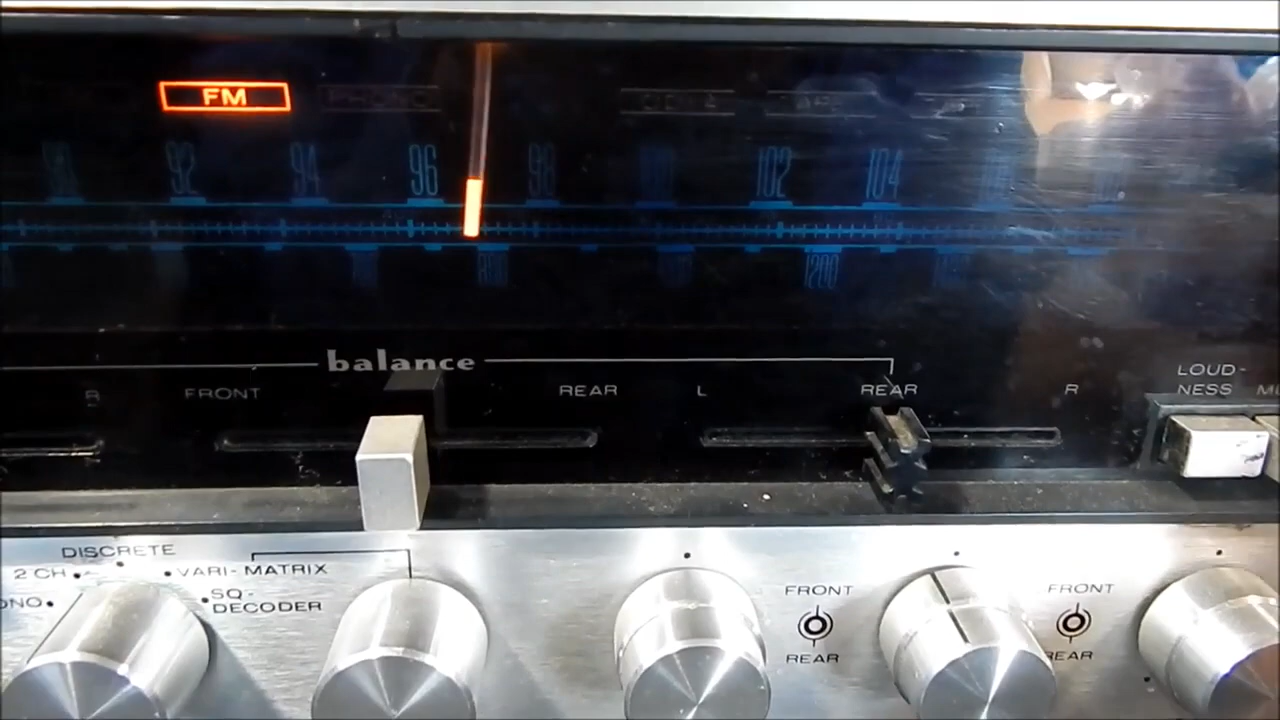 FM
PHONO
92 94 96 98 102 104
1200
balance
R FRONT REAR L REAR R
LOUD-
NESS
DISCRETE
2 CH
VARI-MATRIX
SQ-
DECODER
FRONT
REAR
FRONT
REAR